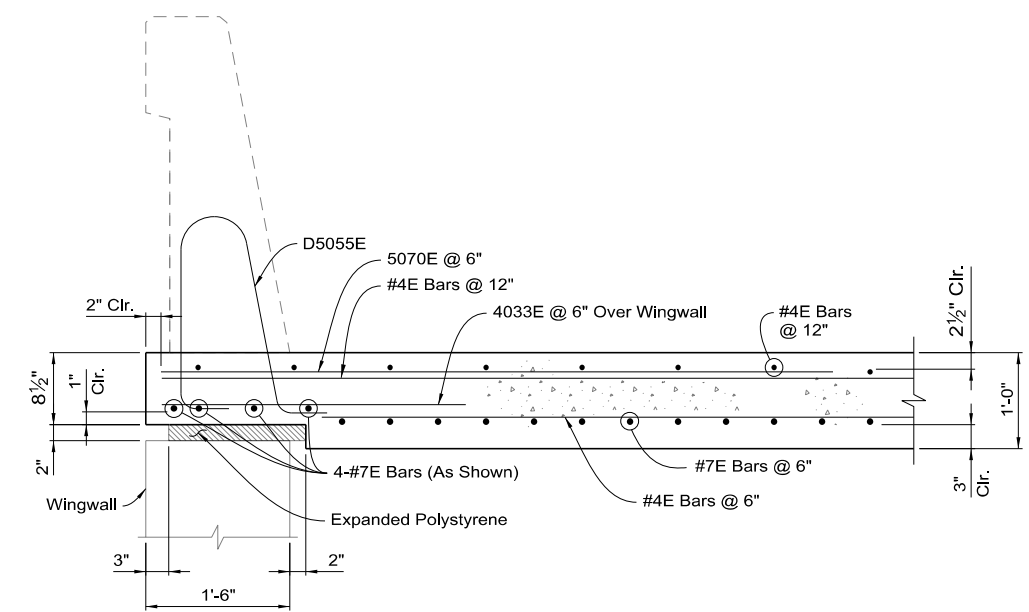 D5055E
5070E @ 6"
#4E Bars @ 12"
2" Clr.
4033E @ 6" Over Wingwall
#4E Bars
@ 12"
2½" Clr.
8½"
1"
Clr.
1'-0"
2"
4-#7E Bars (As Shown)
#7E Bars @ 6"
3"
Clr.
Wingwall
#4E Bars @ 6"
Expanded Polystyrene
3"
2"
1'-6"